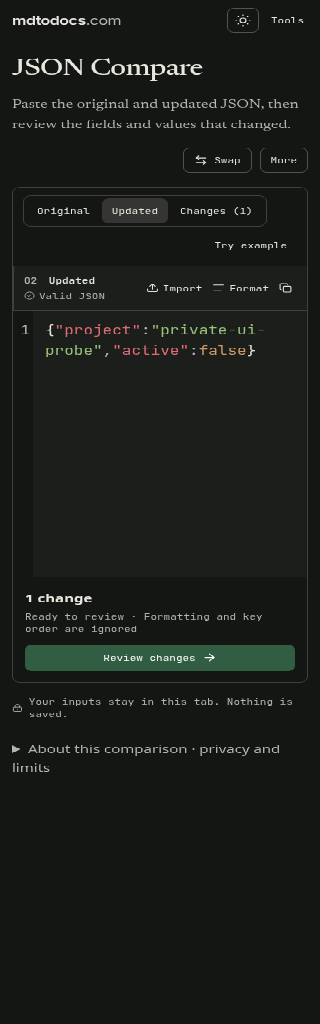 mdtodocs.com
Tools
JSON Compare
Paste the original and updated JSON, then
review the fields and values that changed.
Swap
More
Original
Updated
Changes (1)
Try example
02 Updated
Valid JSON
Import
Format
1
{"project":"private-ui-
probe","active":false}
1 change
Ready to review · Formatting and key
order are ignored
Review changes →
Your inputs stay in this tab. Nothing is
saved.
▶ About this comparison · privacy and
limits